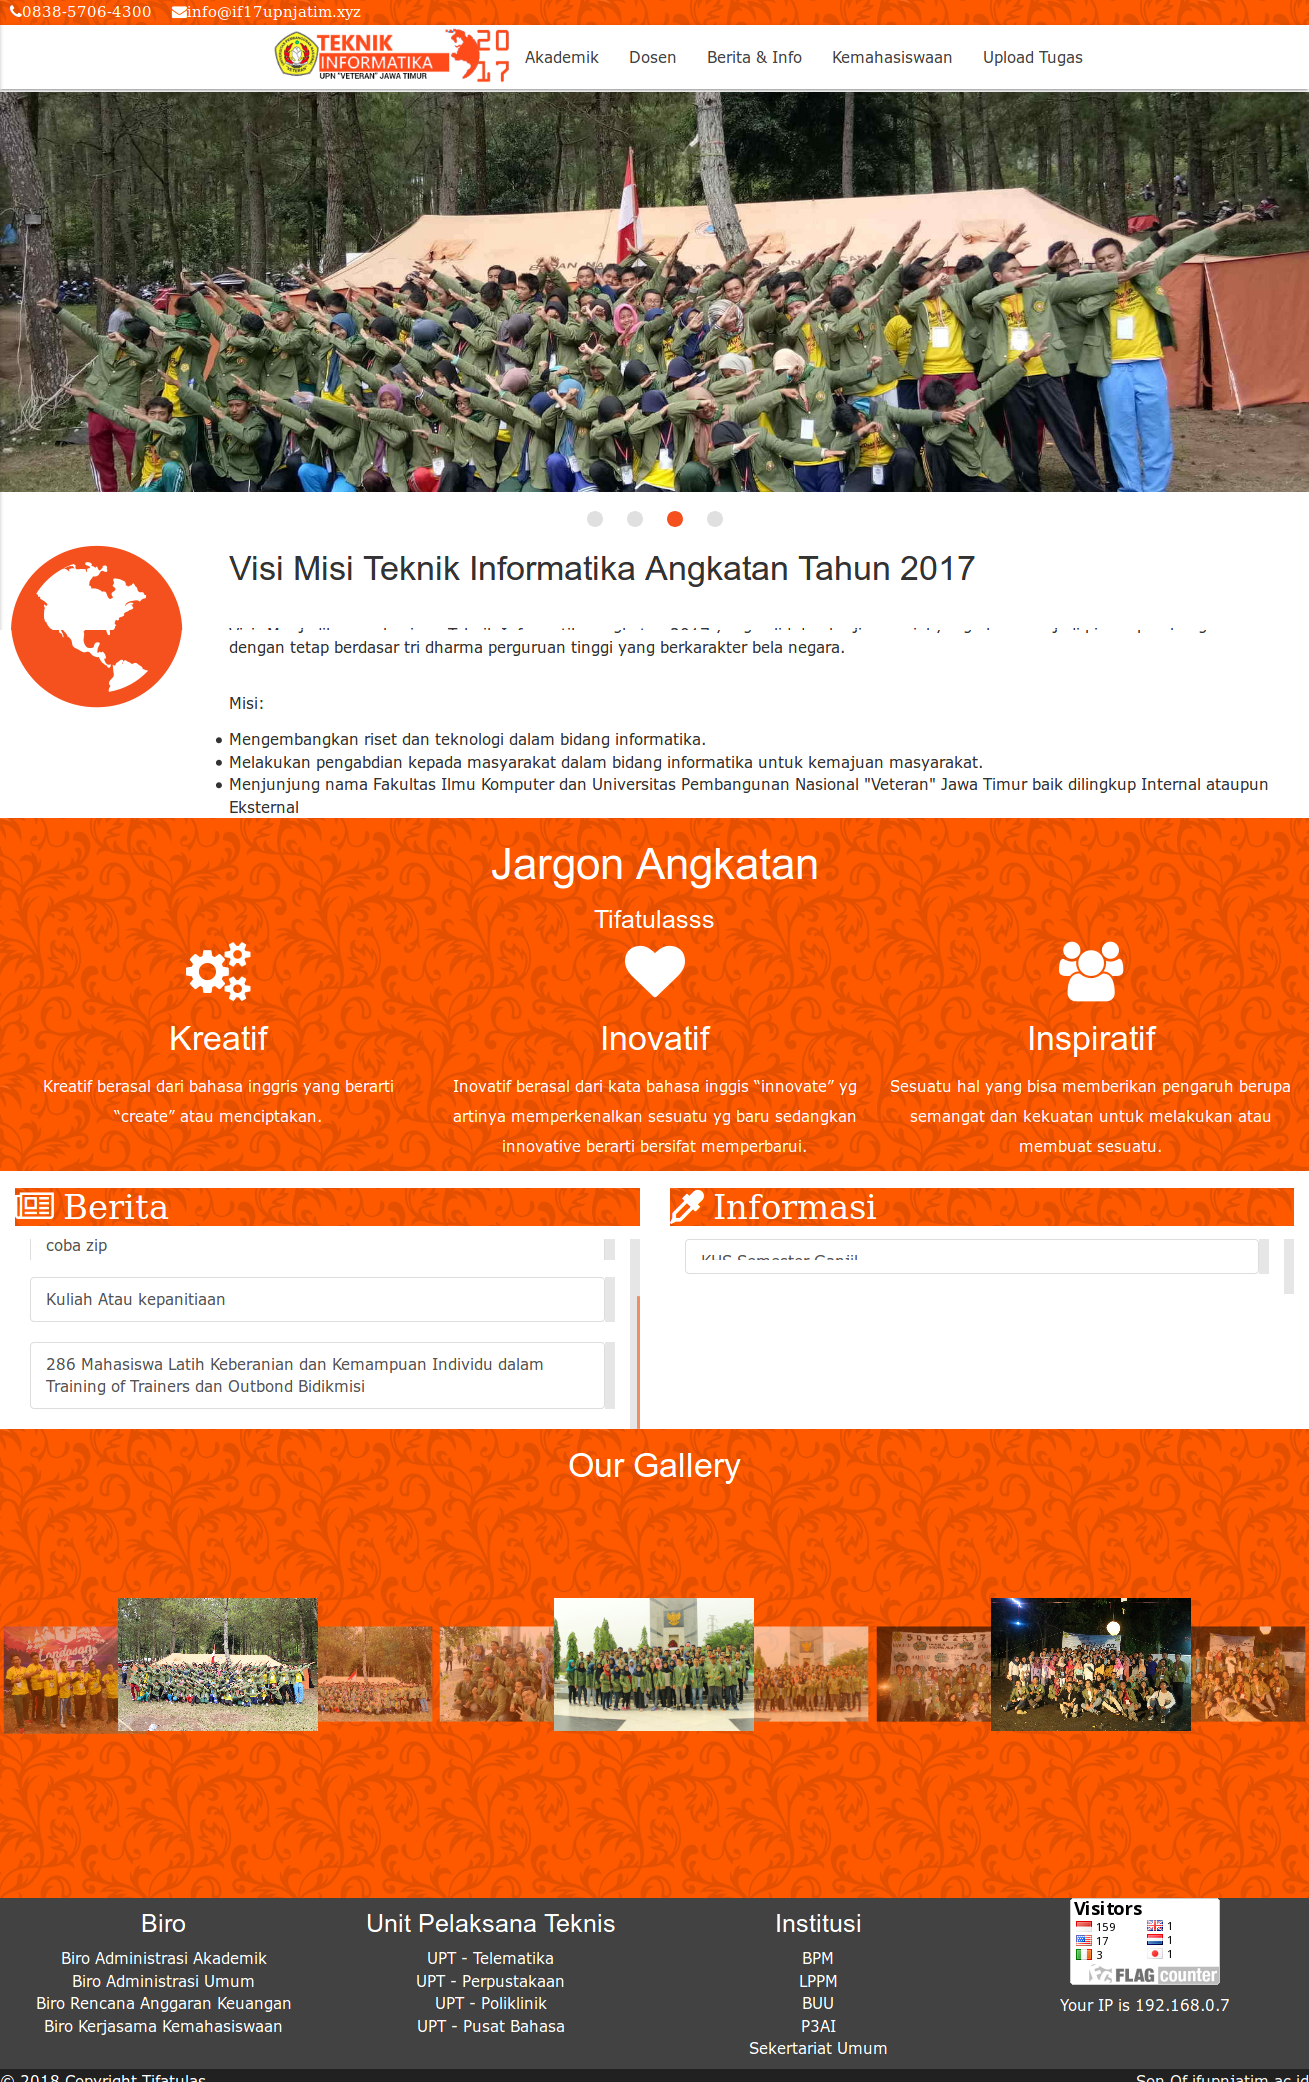 0838-5706-4300 info@if17upnjatim.xyz
TEKNIK INFORMATIKA UPN "VETERAN" JAWA TIMUR 2017
Akademik Dosen Berita & Info Kemahasiswaan Upload Tugas
Visi Misi Teknik Informatika Angkatan Tahun 2017
dengan tetap berdasar tri dharma perguruan tinggi yang berkarakter bela negara.
Misi:
Mengembangkan riset dan teknologi dalam bidang informatika.
Melakukan pengabdian kepada masyarakat dalam bidang informatika untuk kemajuan masyarakat.
Menjunjung nama Fakultas Ilmu Komputer dan Universitas Pembangunan Nasional "Veteran" Jawa Timur baik dilingkup Internal ataupun
Eksternal
Jargon Angkatan
Tifatulasss
Kreatif
Kreatif berasal dari bahasa inggris yang berarti
“create” atau menciptakan.
Inovatif
Inovatif berasal dari kata bahasa inggis “innovate” yg
artinya memperkenalkan sesuatu yg baru sedangkan
innovative berarti bersifat memperbarui.
Inspiratif
Sesuatu hal yang bisa memberikan pengaruh berupa
semangat dan kekuatan untuk melakukan atau
membuat sesuatu.
Berita
coba zip
Kuliah Atau kepanitiaan
286 Mahasiswa Latih Keberanian dan Kemampuan Individu dalam
Training of Trainers dan Outbond Bidikmisi
Informasi
KHS Semester Ganjil
Our Gallery
Biro
Biro Administrasi Akademik
Biro Administrasi Umum
Biro Rencana Anggaran Keuangan
Biro Kerjasama Kemahasiswaan
Unit Pelaksana Teknis
UPT - Telematika
UPT - Perpustakaan
UPT - Poliklinik
UPT - Pusat Bahasa
Institusi
BPM
LPPM
BUU
P3AI
Sekertariat Umum
Visitors
159 1
17 1
3 1
FLAG counter
Your IP is 192.168.0.7
© 2018 Copyright Tifatulas
Son Of ifupnjatim.ac.id